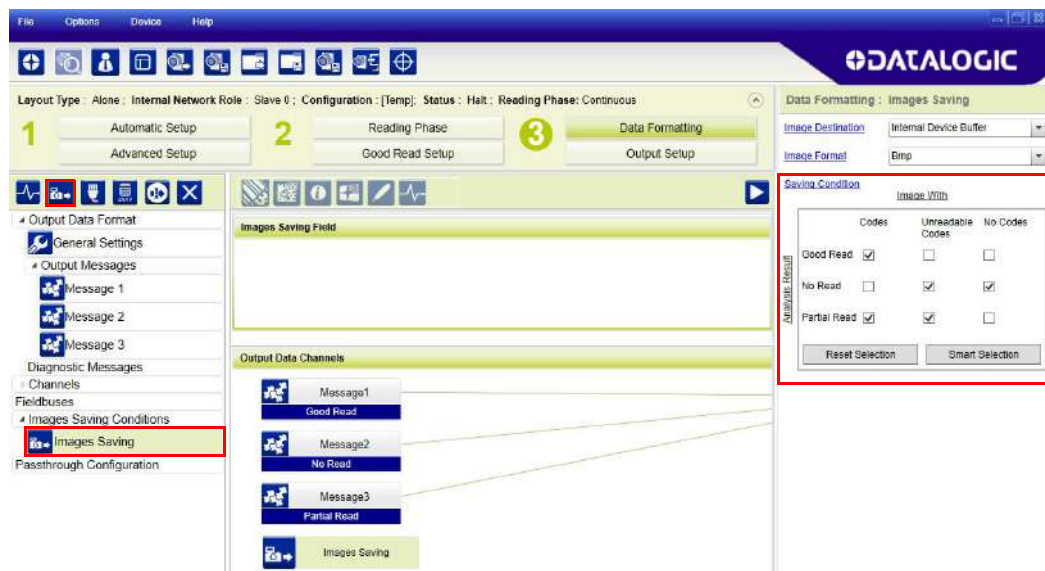 File Options Device Help
DATALOGIC
Layout Type : Alone ; Internal Network Role : Slave 0 ; Configuration : [Temp]; Status : Halt ; Reading Phase: Continuous
1
Automatic Setup
Advanced Setup
2
Reading Phase
Good Read Setup
3
Data Formatting
Output Setup
Data Formatting : Images Saving
Image Destination Internal Device Buffer
Image Format Bmp
Saving Condition
Image With
Codes Unreadable Codes No Codes
Analysis Result
Good Read
No Read
Partial Read
Reset Selection Smart Selection
Output Data Format
General Settings
Output Messages
Message 1
Message 2
Message 3
Diagnostic Messages
Channels
Fieldbuses
Images Saving Conditions
Images Saving
Passthrough Configuration
Images Saving Field
Output Data Channels
Message1
Good Read
Message2
No Read
Message3
Partial Read
Images Saving